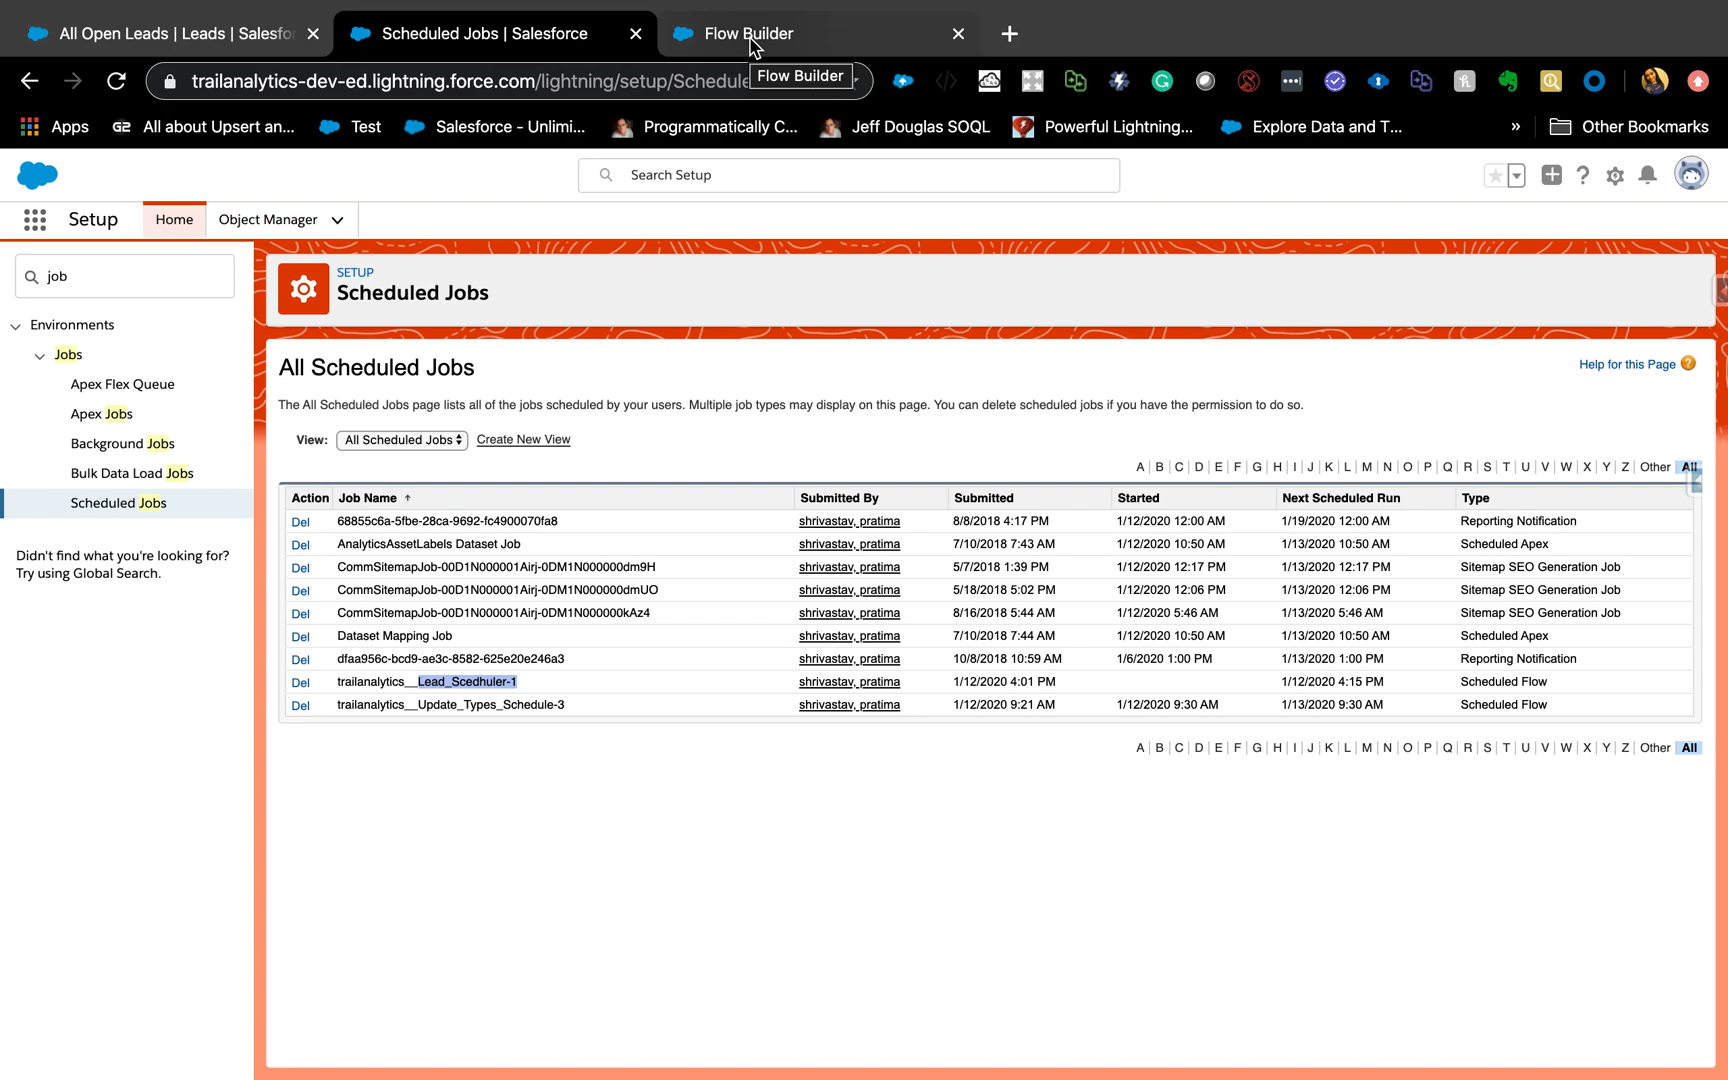 All Open Leads | Leads | Salesfo
Scheduled Jobs | Salesforce
Flow Builder
trailanalytics-dev-ed.lightning.force.com/lightning/setup/Schedule
Flow Builder
Apps
G2 All about Upsert an...
Test
Salesforce - Unlimi...
Programmatically C...
Jeff Douglas SOQL
Powerful Lightning...
Explore Data and T...
»
Other Bookmarks
Search Setup
Setup
Home
Object Manager
job
Environments
Jobs
Apex Flex Queue
Apex Jobs
Background Jobs
Bulk Data Load Jobs
Scheduled Jobs
Didn't find what you're looking for?
Try using Global Search.
SETUP
Scheduled Jobs
All Scheduled Jobs
Help for this Page ?
The All Scheduled Jobs page lists all of the jobs scheduled by your users. Multiple job types may display on this page. You can delete scheduled jobs if you have the permission to do so.
View: All Scheduled Jobs Create New View
A | B | C | D | E | F | G | H | I | J | K | L | M | N | O | P | Q | R | S | T | U | V | W | X | Y | Z | Other | All
Action Job Name ↑ Submitted By Submitted Started Next Scheduled Run Type
Del 68855c6a-5fbe-28ca-9692-fc4900070fa8 shrivastav, pratima 8/8/2018 4:17 PM 1/12/2020 12:00 AM 1/19/2020 12:00 AM Reporting Notification
Del AnalyticsAssetLabels Dataset Job shrivastav, pratima 7/10/2018 7:43 AM 1/12/2020 10:50 AM 1/13/2020 10:50 AM Scheduled Apex
Del CommSitemapJob-00D1N000001Airj-0DM1N000000dm9H shrivastav, pratima 5/7/2018 1:39 PM 1/12/2020 12:17 PM 1/13/2020 12:17 PM Sitemap SEO Generation Job
Del CommSitemapJob-00D1N000001Airj-0DM1N000000dmUO shrivastav, pratima 5/18/2018 5:02 PM 1/12/2020 12:06 PM 1/13/2020 12:06 PM Sitemap SEO Generation Job
Del CommSitemapJob-00D1N000001Airj-0DM1N000000kAz4 shrivastav, pratima 8/16/2018 5:44 AM 1/12/2020 5:46 AM 1/13/2020 5:46 AM Sitemap SEO Generation Job
Del Dataset Mapping Job shrivastav, pratima 7/10/2018 7:44 AM 1/12/2020 10:50 AM 1/13/2020 10:50 AM Scheduled Apex
Del dfaa956c-bcd9-ae3c-8582-625e20e246a3 shrivastav, pratima 10/8/2018 10:59 AM 1/6/2020 1:00 PM 1/13/2020 1:00 PM Reporting Notification
Del trailanalytics__Lead_Scedhuler-1 shrivastav, pratima 1/12/2020 4:01 PM 1/12/2020 4:15 PM Scheduled Flow
Del trailanalytics__Update_Types_Schedule-3 shrivastav, pratima 1/12/2020 9:21 AM 1/12/2020 9:30 AM 1/13/2020 9:30 AM Scheduled Flow
A | B | C | D | E | F | G | H | I | J | K | L | M | N | O | P | Q | R | S | T | U | V | W | X | Y | Z | Other | All